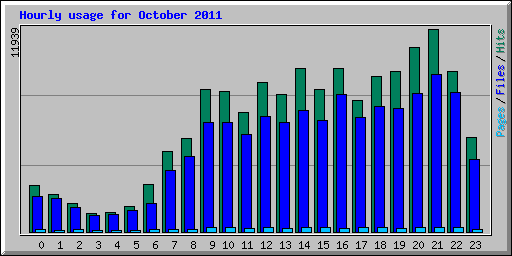 Hourly usage for October 2011
11939
Pages/Files/Hits
0 1 2 3 4 5 6 7 8 9 10 11 12 13 14 15 16 17 18 19 20 21 22 23